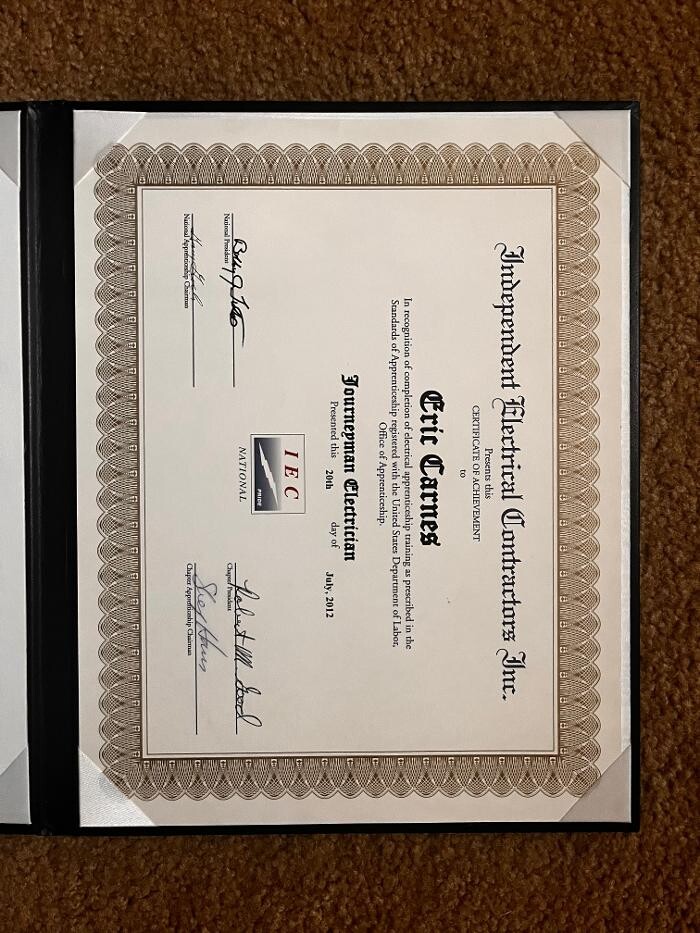 Independent Electrical Contractors Inc.
Presents this
CERTIFICATE OF ACHIEVEMENT
to
Eric Carnes
In recognition of completion of electrical apprenticeship training as prescribed in the
Standards of Apprenticeship registered with the United States Department of Labor,
Office of Apprenticeship.
Journeyman Electrician
Presented this 20th day of July, 2012
National President
National Apprenticeship Chairman
IEC
PRIDE
NATIONAL
Robert M
Chapter President
Chapter Apprenticeship Chairman